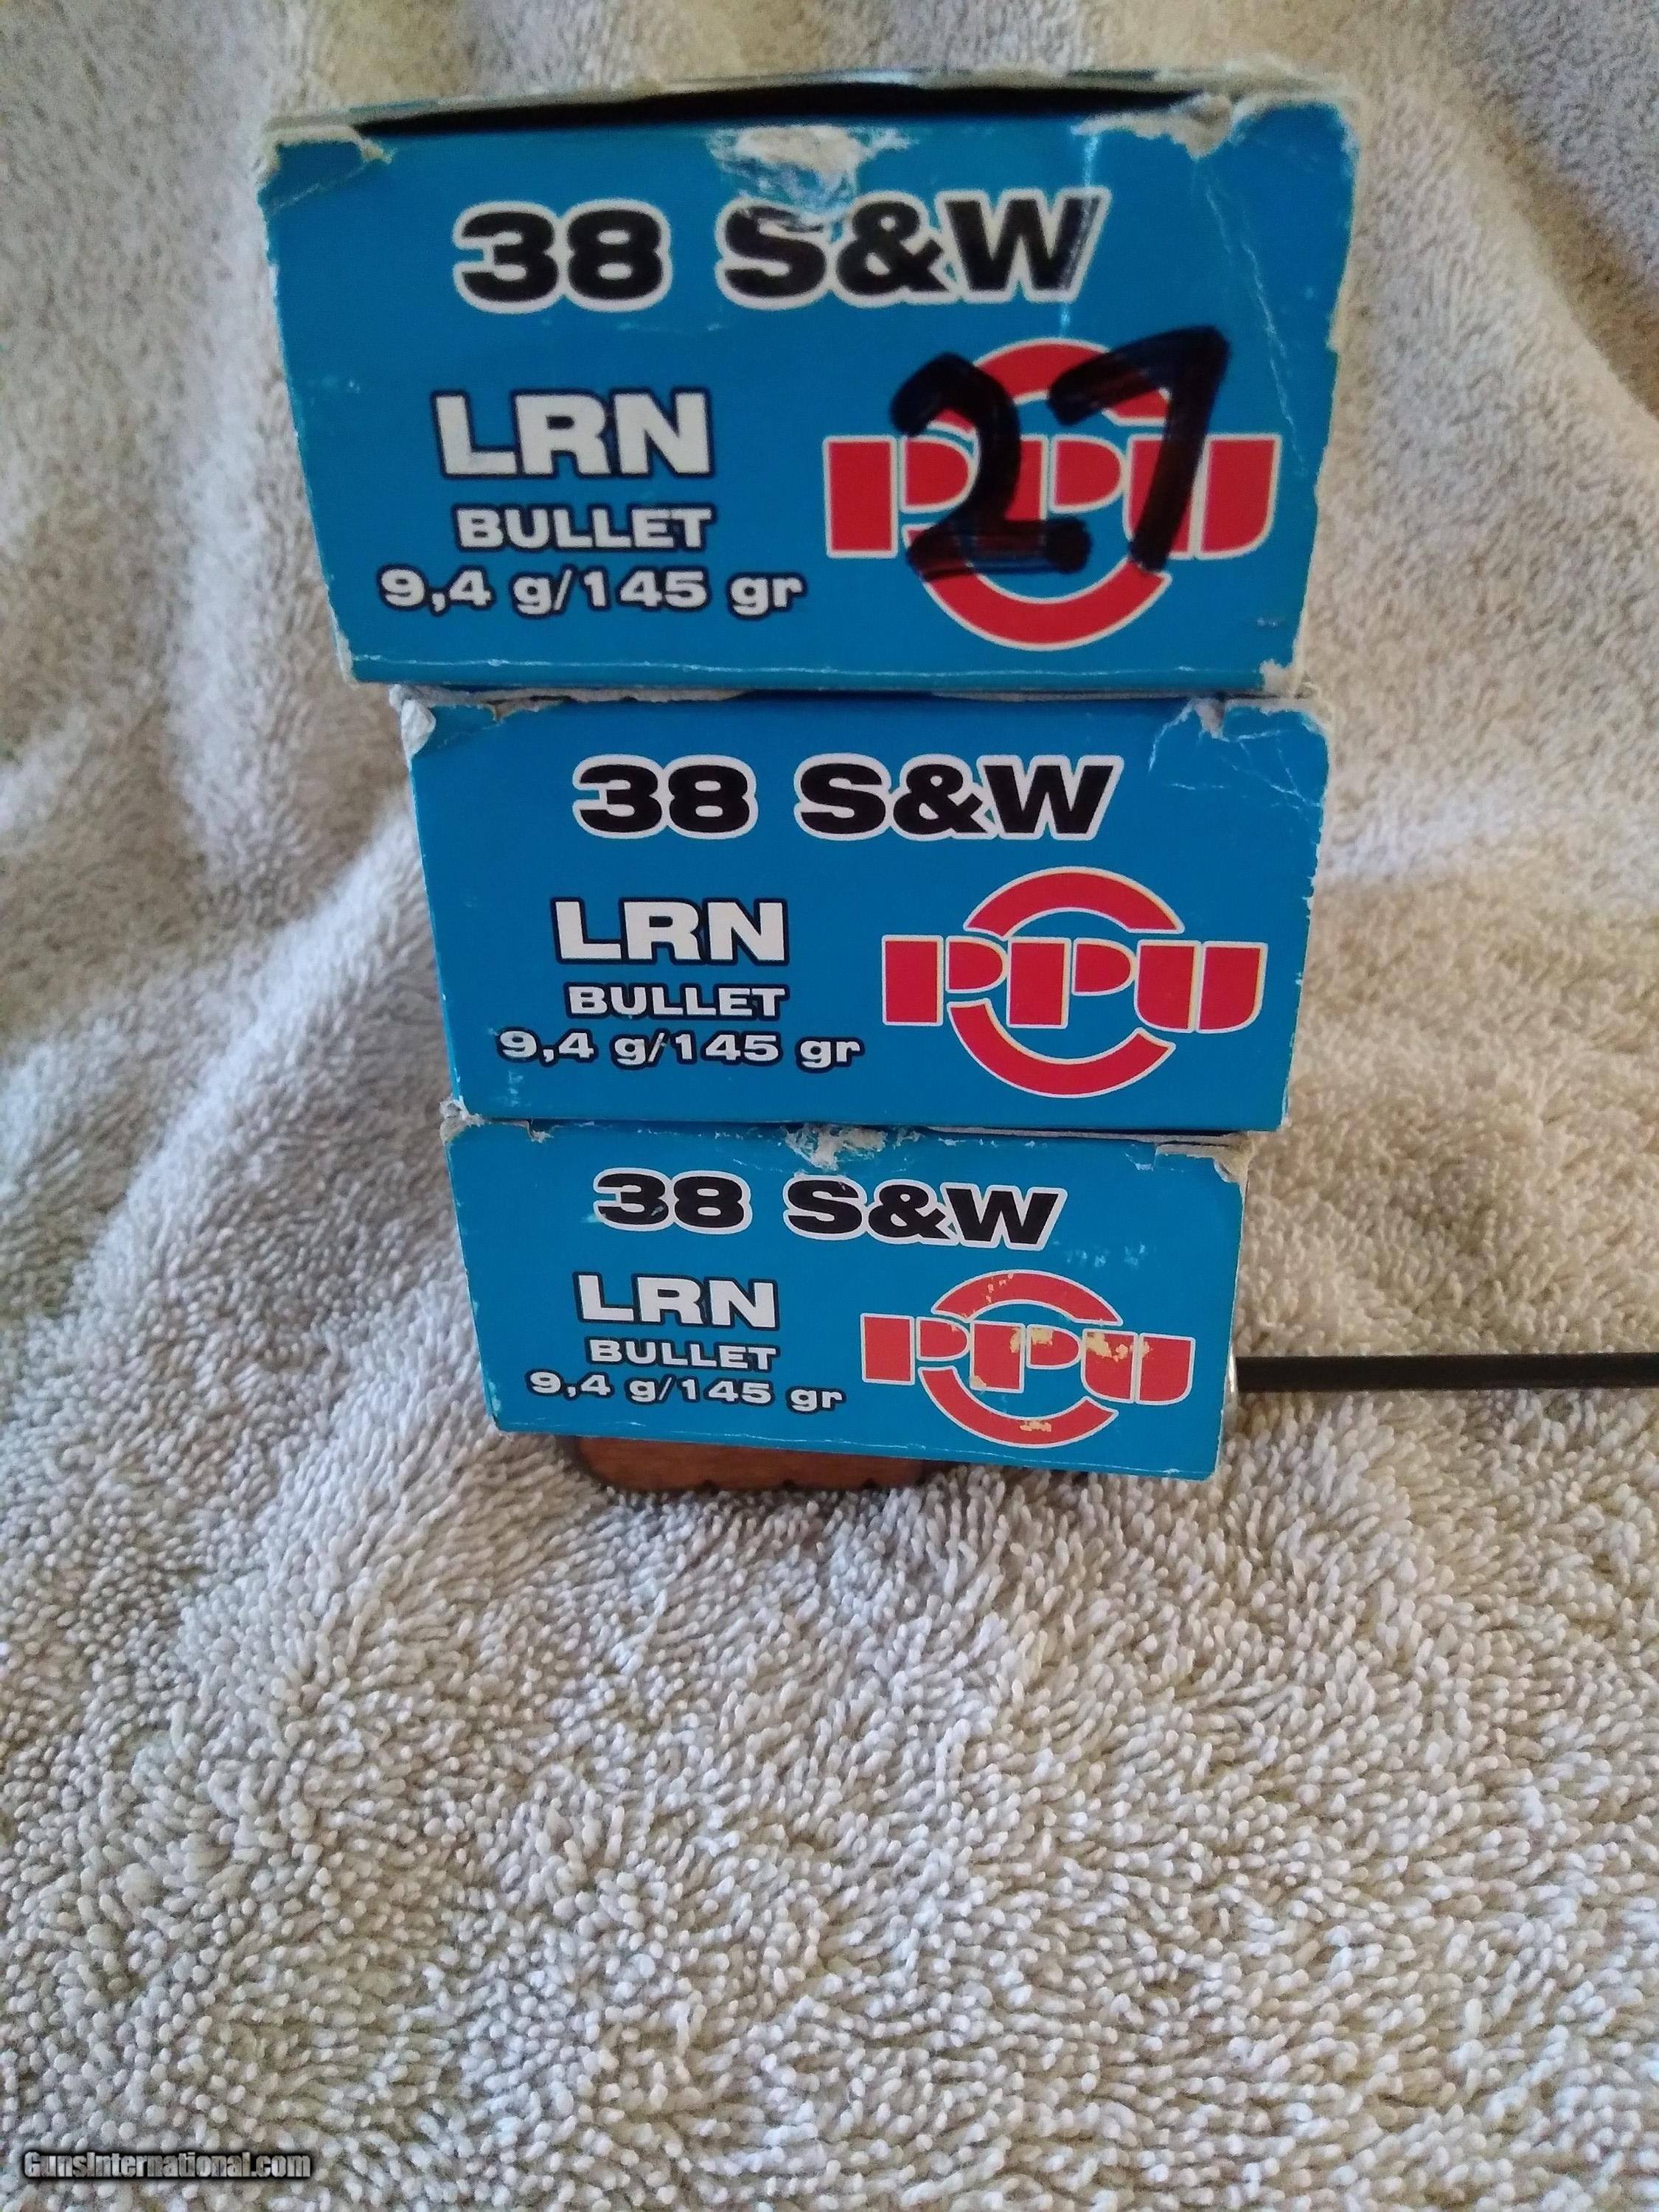 38 S&W
27
LRN
BULLET
9,4 g/145 gr
PPU
38 S&W
LRN
BULLET
9,4 g/145 gr
PPU
38 S&W
LRN
BULLET
9,4 g/145 gr
PPU
GunsInternational.com